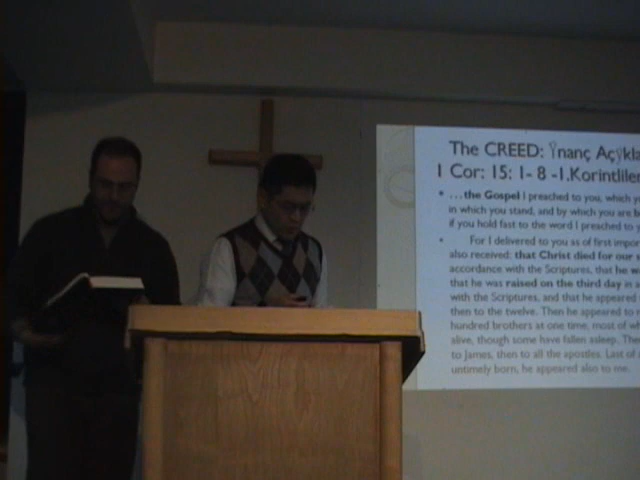 The CREED: Ÿnanç Açýkla
1 Cor: 15: 1- 8 -1.Korintliler
• …the Gospel I preached to you, which y
in which you stand, and by which you are b
if you hold fast to the word I preached to y
• For I delivered to you as of first impor
also received: that Christ died for our s
accordance with the Scriptures, that he w
that he was raised on the third day in a
with the Scriptures, and that he appeared
then to the twelve. Then he appeared to
hundred brothers at one time, most of w
alive, though some have fallen asleep. The
to James, then to all the apostles. Last of
untimely born, he appeared also to me.